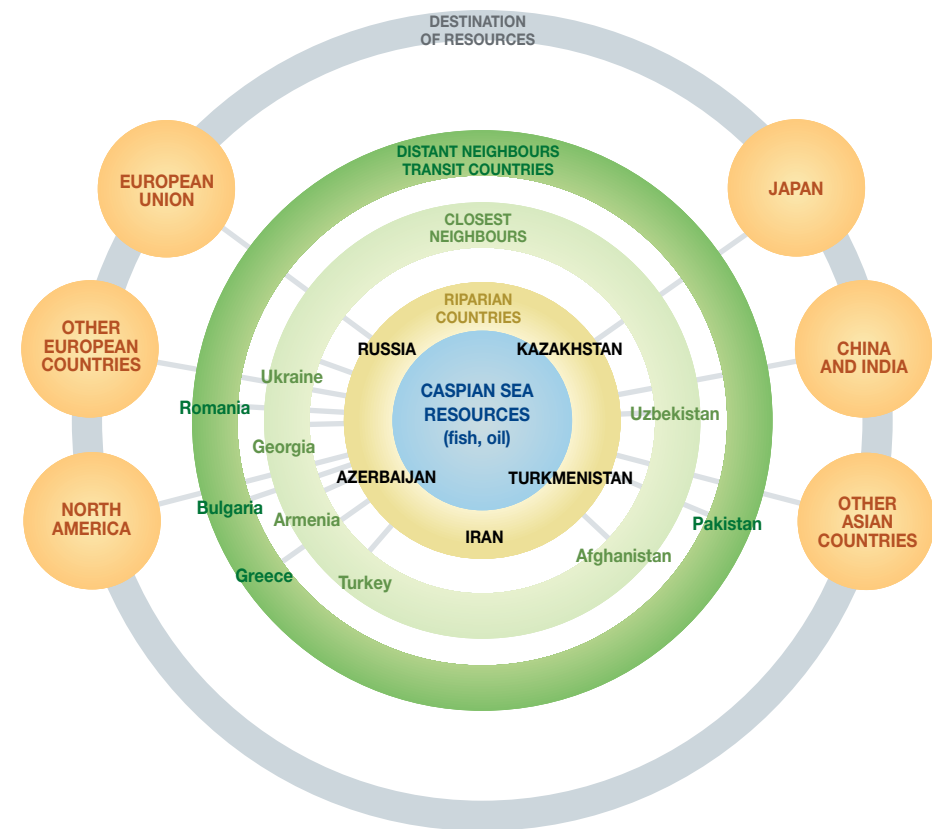 DESTINATION
OF RESOURCES
DISTANT NEIGHBOURS
TRANSIT COUNTRIES
EUROPEAN
UNION
JAPAN
CLOSEST
NEIGHBOURS
RIPARIAN
COUNTRIES
OTHER
EUROPEAN
COUNTRIES
RUSSIA
KAZAKHSTAN
CHINA
AND INDIA
Ukraine
CASPIAN SEA
RESOURCES
(fish, oil)
Romania
Uzbekistan
Georgia
AZERBAIJAN
TURKMENISTAN
NORTH
AMERICA
Bulgaria
Armenia
IRAN
Pakistan
OTHER
ASIAN
COUNTRIES
Afghanistan
Greece
Turkey